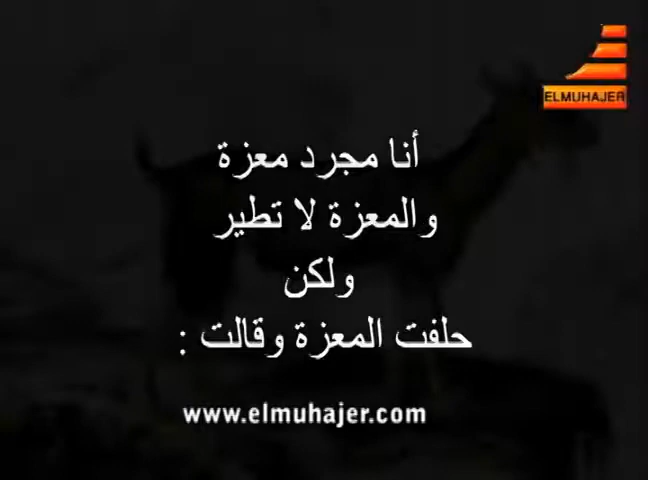 ELMUHAJER
أنا مجرد معزة
والمعزة لا تطير
ولكن
حلفت المعزة وقالت :
www.elmuhajer.com